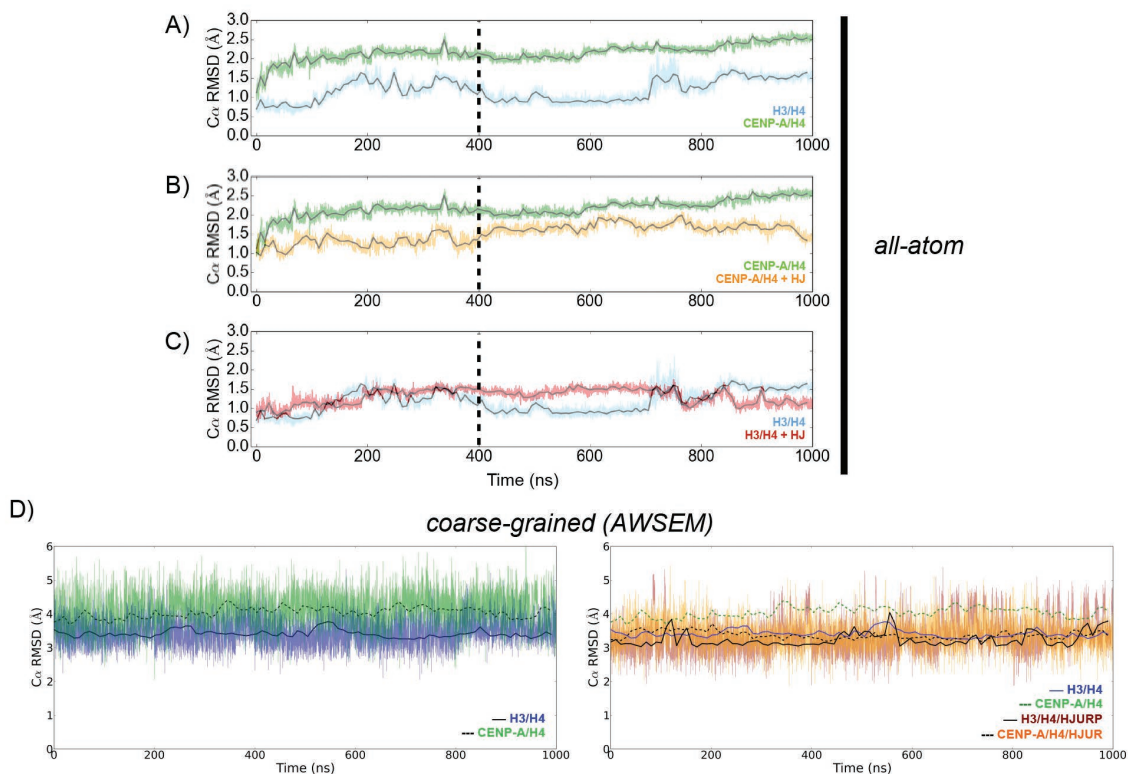 A)
3.0
2.5
2.0
1.5
1.0
0.5
0.0
Cα RMSD (Å)
H3/H4
CENP-A/H4
0 200 400 600 800 1000
B)
3.0
2.5
2.0
1.5
1.0
0.5
0.0
Cα RMSD (Å)
CENP-A/H4
CENP-A/H4 + HJ
0 200 400 600 800 1000
all-atom
C)
3.0
2.5
2.0
1.5
1.0
0.5
0.0
Cα RMSD (Å)
H3/H4
H3/H4 + HJ
0 200 400 600 800 1000
Time (ns)
D)
coarse-grained (AWSEM)
6
5
4
3
2
1
0
Cα RMSD (Å)
H3/H4
CENP-A/H4
0 200 400 600 800 1000
Time (ns)
6
5
4
3
2
1
0
Cα RMSD (Å)
H3/H4
CENP-A/H4
H3/H4/HJURP
CENP-A/H4/HJUR
0 200 400 600 800 1000
Time (ns)